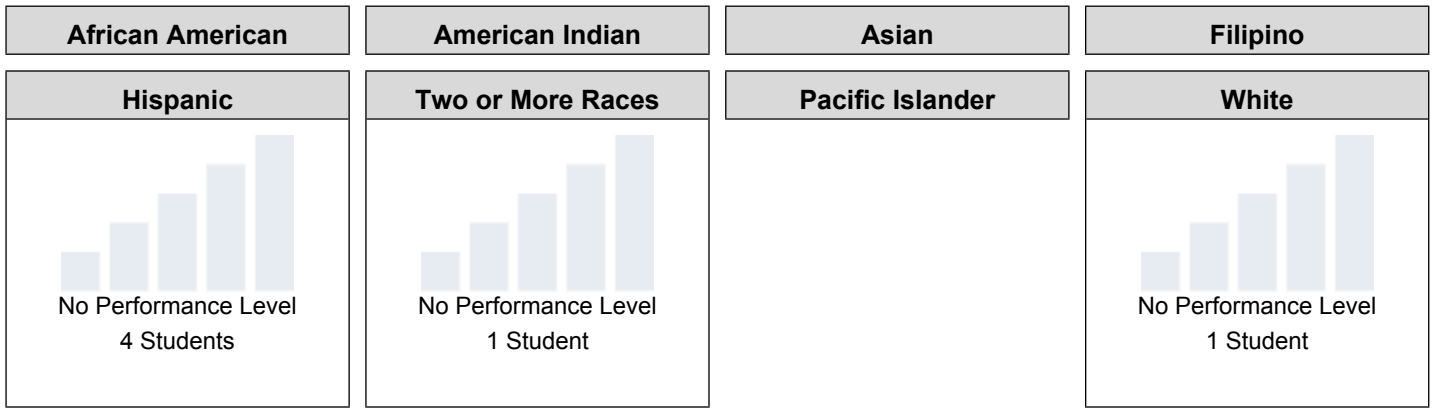 African American
American Indian
Asian
Filipino
Hispanic
Two or More Races
Pacific Islander
White
No Performance Level
4 Students
No Performance Level
1 Student
No Performance Level
1 Student